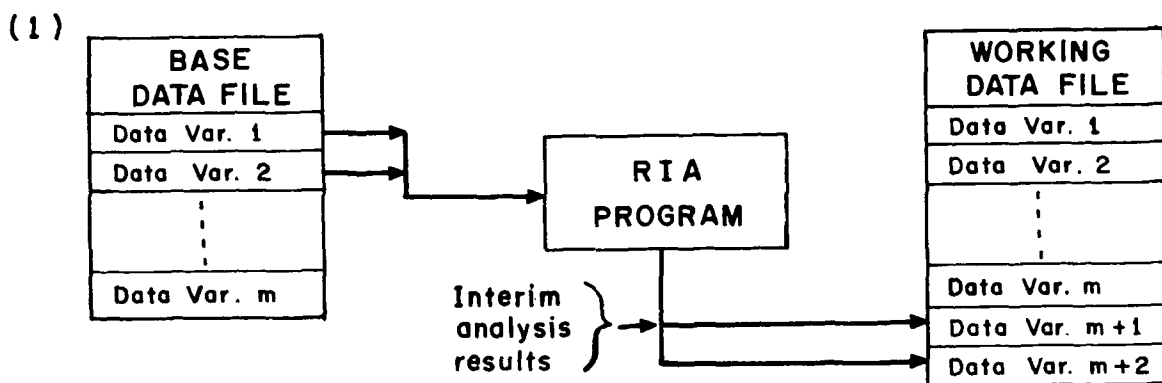 (1)
BASE
DATA FILE
Data Var. 1
Data Var. 2
Data Var. m
RIA
PROGRAM
Interim
analysis
results
WORKING
DATA FILE
Data Var. 1
Data Var. 2
Data Var. m
Data Var. m+1
Data Var. m+2